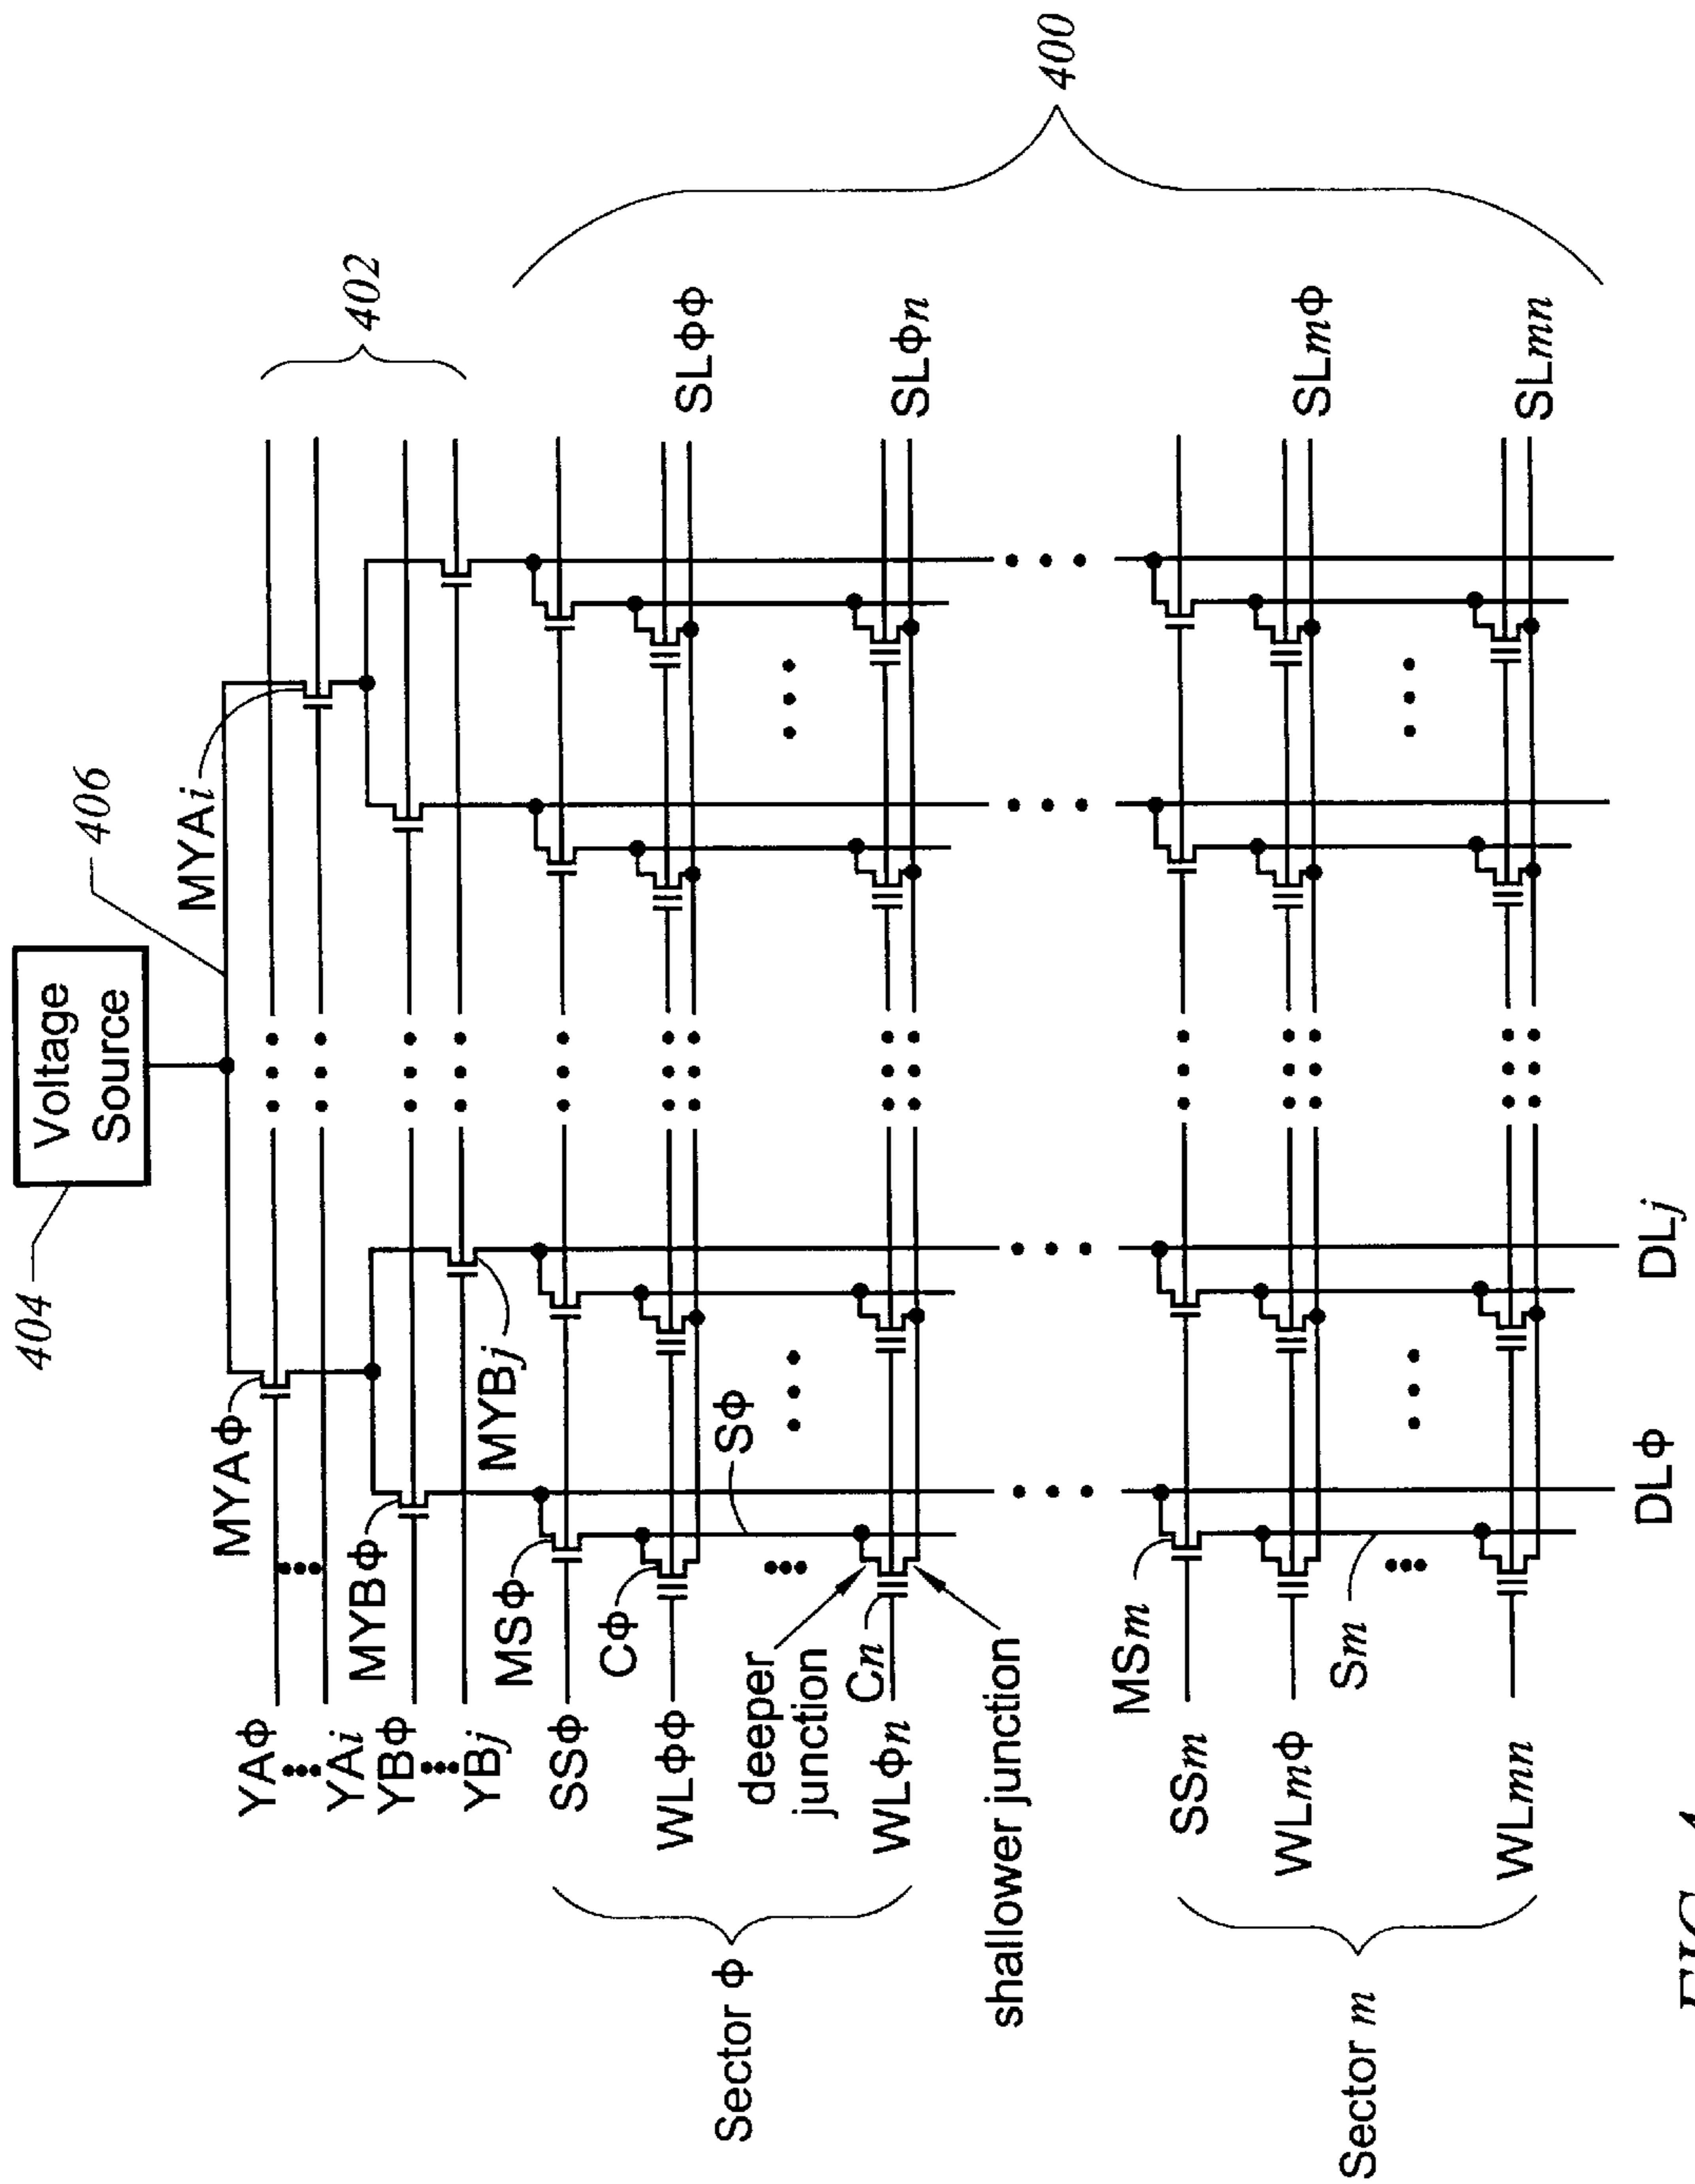 404
Voltage
Source
406
MYAΦ
MYAi
402
YAΦ
YAi
MYBΦ
YBΦ
MYBj
YBj
MSΦ
SSΦ
CΦ
WLΦΦ
SLΦΦ
SΦ
deeper
junction
Cn
WLΦn
SLΦn
shallower junction
Sector Φ
400
MSm
SSm
WLmΦ
SLmΦ
Sm
WLmn
SLmn
Sector m
DLΦ
DLj